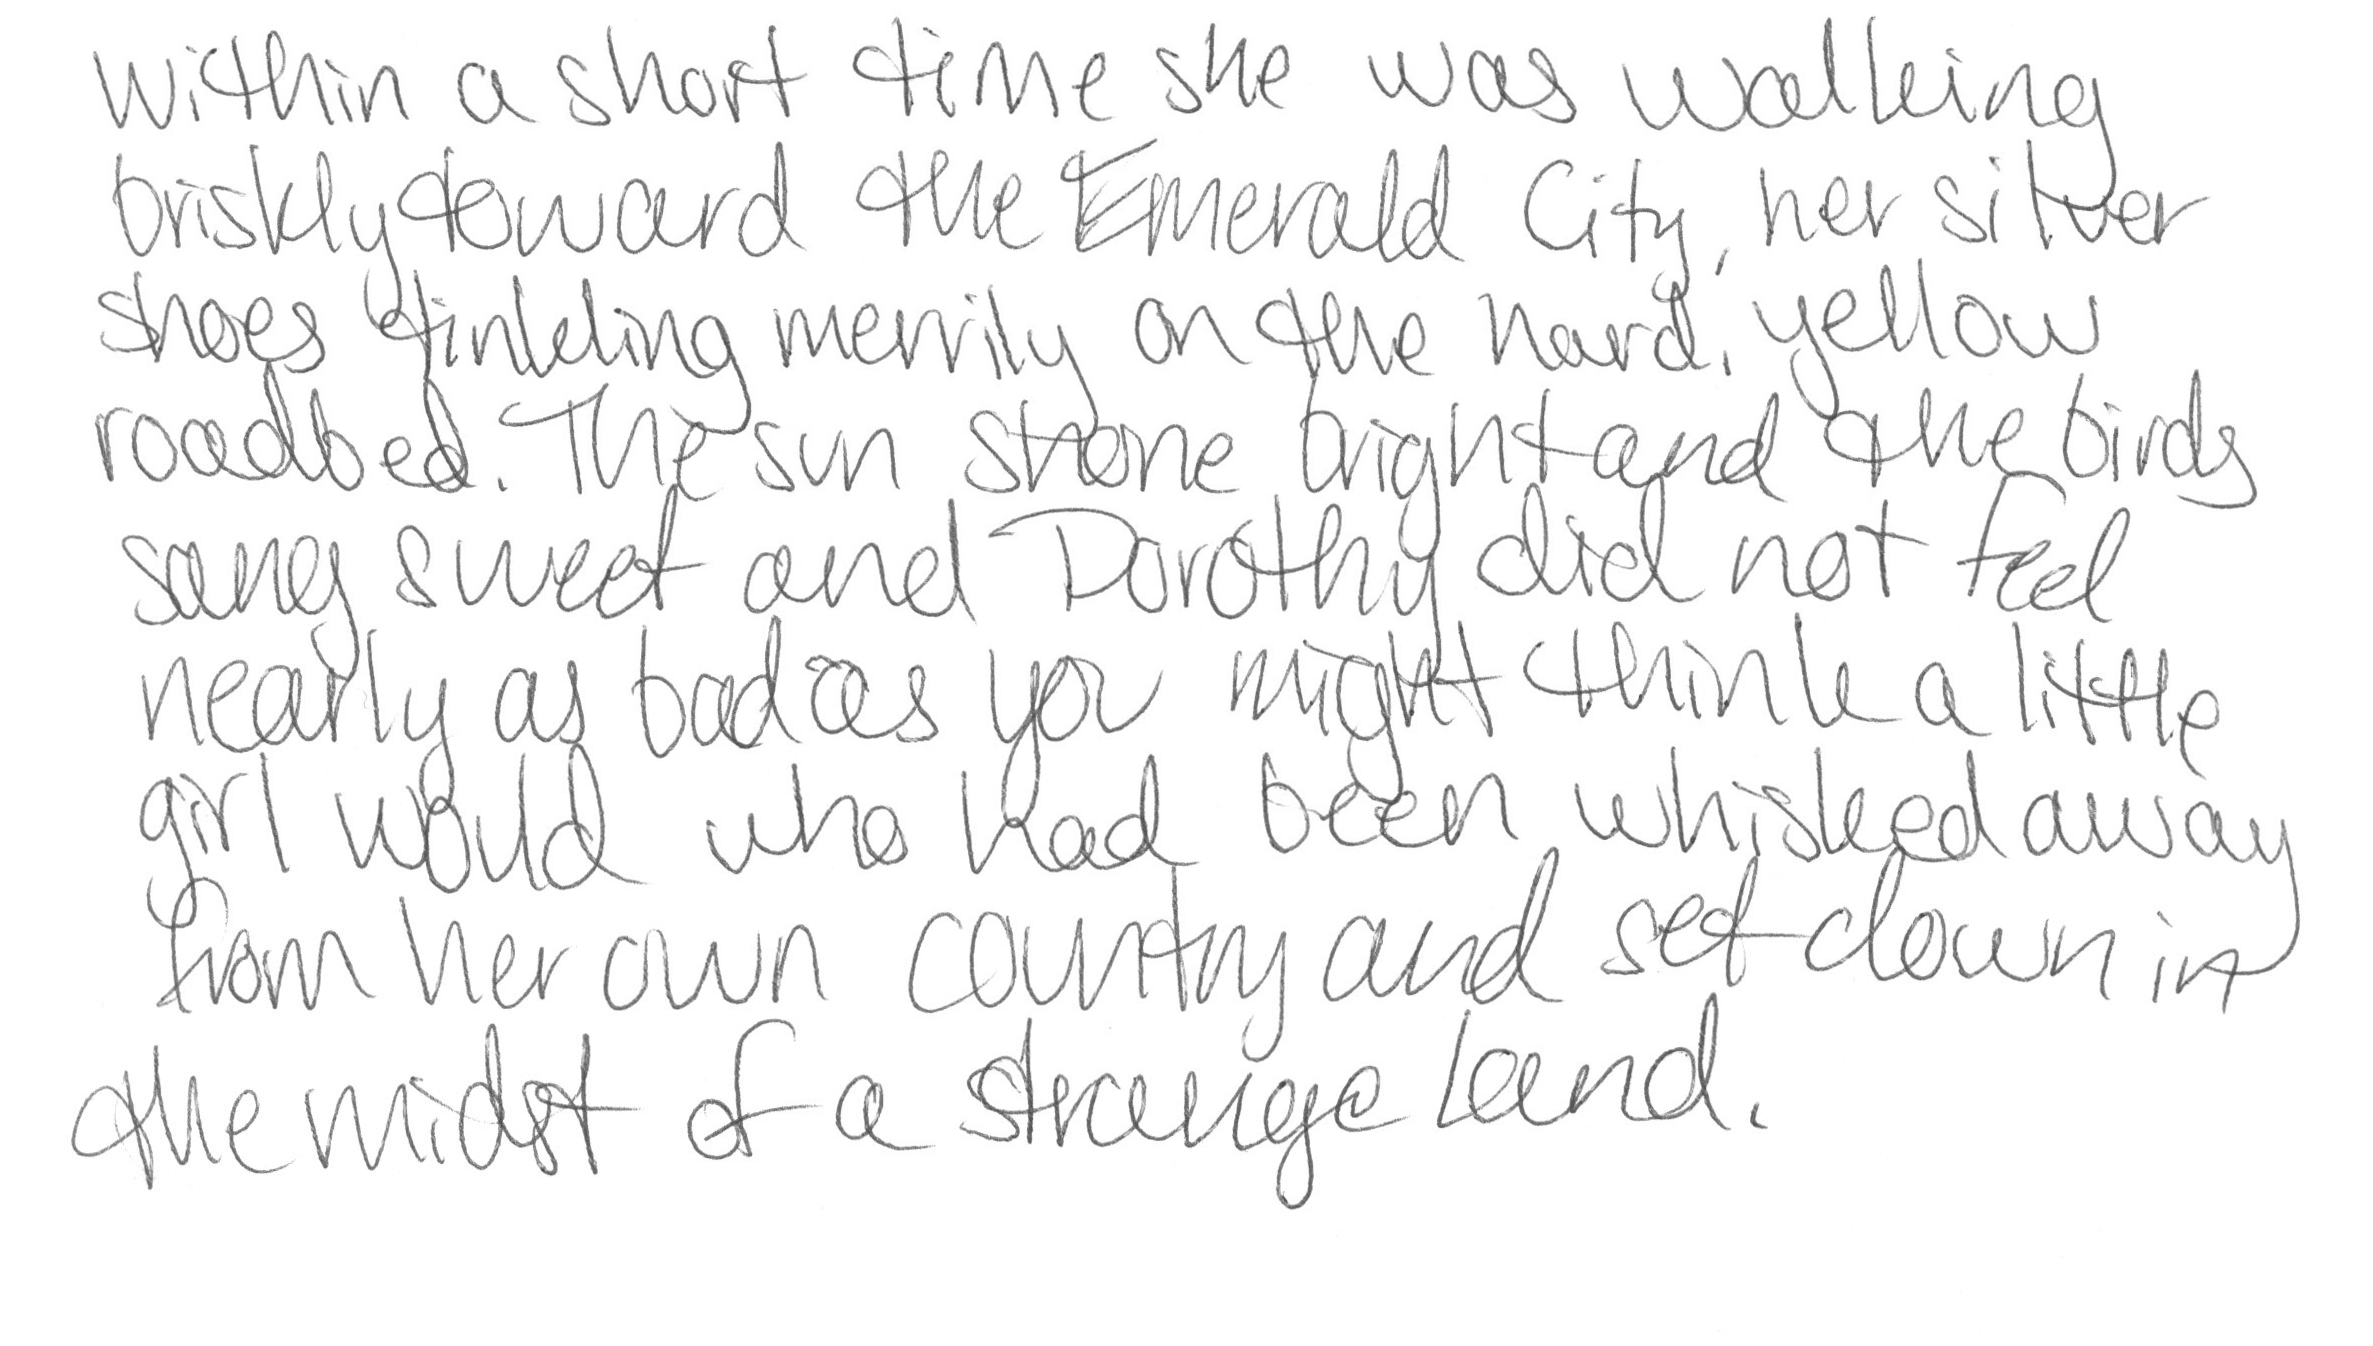 Within a short time she was walking
briskly toward the Emerald City, her silver
shoes tinkling merrily on the hard, yellow
roadbed. The sun shone bright and the birds
sang sweet and Dorothy did not feel
nearly as bad as you might think a little
girl would who had been whisked away
from her own country and set down in
the midst of a strange land.